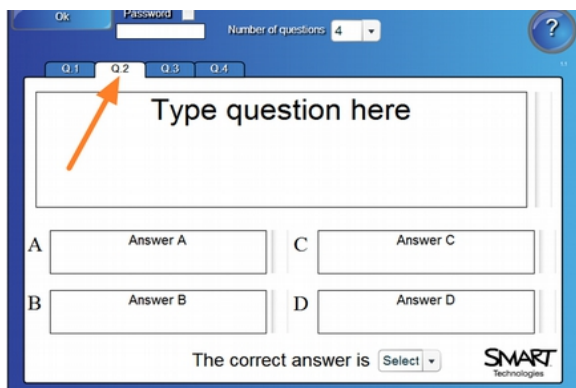 Ok
Password
Number of questions 4
?
Q.1 Q.2 Q.3 Q.4
Type question here
A Answer A
C Answer C
B Answer B
D Answer D
The correct answer is Select
SMART
Technologies